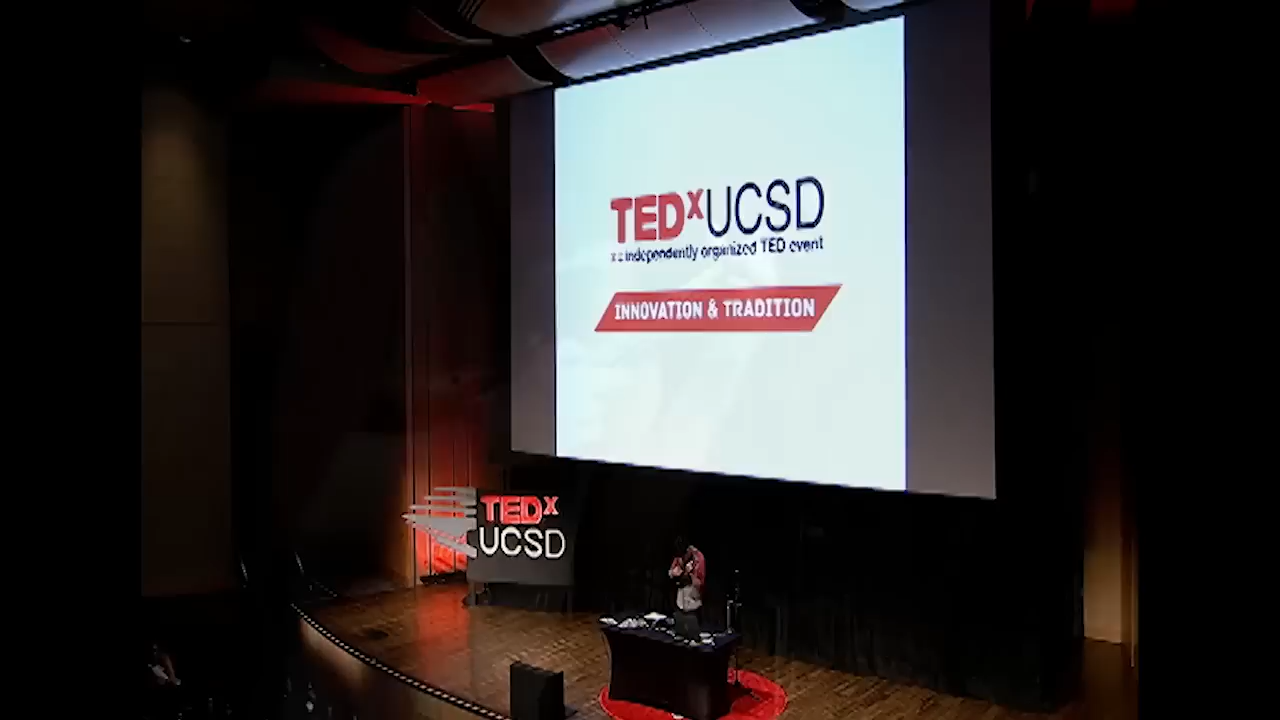 TEDxUCSD
independently organized TED event
INNOVATION & TRADITION
TEDx
UCSD